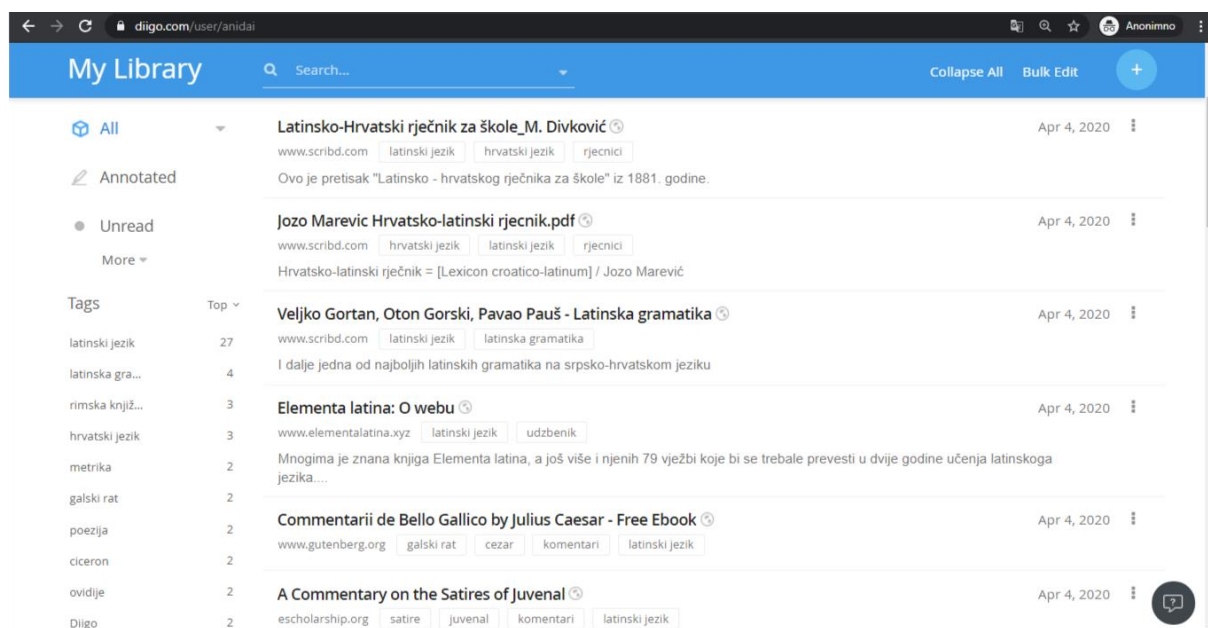 diigo.com/user/anidai
Anonimno
My Library
Search...
Collapse All
Bulk Edit
+
All
Annotated
Unread
More
Tags
Top
latinski jezik 27
latinska gra... 4
rimska knjiž... 3
hrvatski jezik 3
metrika 2
galski rat 2
poezija 2
ciceron 2
ovidije 2
Diigo 2
Latinsko-Hrvatski rječnik za škole_M. Divković
Apr 4, 2020
www.scribd.com latinski jezik hrvatski jezik rjecnici
Ovo je pretisak "Latinsko - hrvatskog rječnika za škole" iz 1881. godine.
Jozo Marevic Hrvatsko-latinski rjecnik.pdf
Apr 4, 2020
www.scribd.com hrvatski jezik latinski jezik rjecnici
Hrvatsko-latinski rječnik = [Lexicon croatico-latinum] / Jozo Marević
Veljko Gortan, Oton Gorski, Pavao Pauš - Latinska gramatika
Apr 4, 2020
www.scribd.com latinski jezik latinska gramatika
I dalje jedna od najboljih latinskih gramatika na srpsko-hrvatskom jeziku
Elementa latina: O webu
Apr 4, 2020
www.elementalatina.xyz latinski jezik udzbenik
Mnogima je znana knjiga Elementa latina, a još više i njenih 79 vježbi koje bi se trebale prevesti u dvije godine učenja latinskoga
jezika....
Commentarii de Bello Gallico by Julius Caesar - Free Ebook
Apr 4, 2020
www.gutenberg.org galski rat cezar komentari latinski jezik
A Commentary on the Satires of Juvenal
Apr 4, 2020
escholarship.org satire juvenal komentari latinski jezik